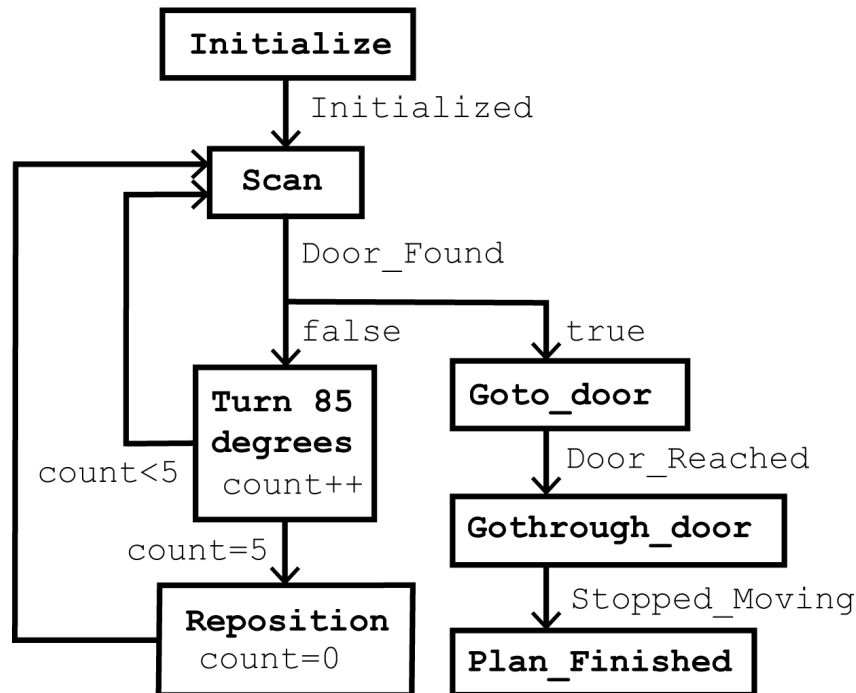 Initialize
Initialized
Scan
Door_Found
false
true
Turn 85
degrees
count++
count<5
count=5
Reposition
count=0
Goto_door
Door_Reached
Gothrough_door
Stopped_Moving
Plan_Finished